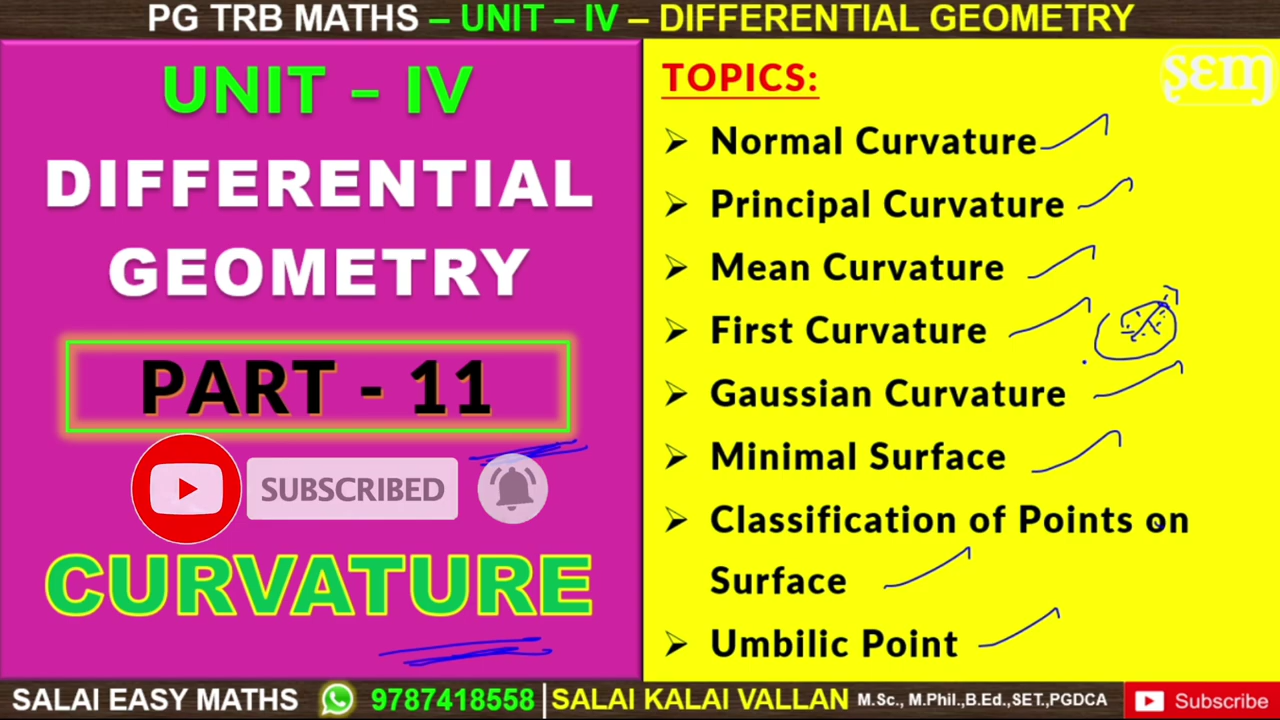 PG TRB MATHS – UNIT – IV – DIFFERENTIAL GEOMETRY
UNIT – IV
DIFFERENTIAL
GEOMETRY
PART - 11
SUBSCRIBED
CURVATURE
TOPICS:
sem
➢ Normal Curvature
➢ Principal Curvature
➢ Mean Curvature
➢ First Curvature
➢ Gaussian Curvature
➢ Minimal Surface
➢ Classification of Points on
Surface
➢ Umbilic Point
SALAI EASY MATHS 9787418558 | SALAI KALAI VALLAN M.Sc., M.Phil.,B.Ed.,SET.,PGDCA Subscribe